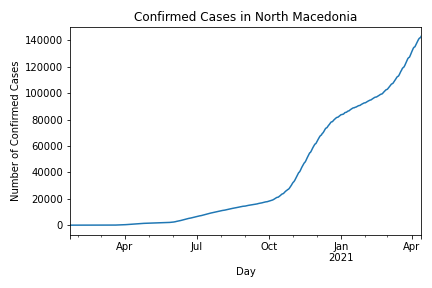 Confirmed Cases in North Macedonia
Number of Confirmed Cases
140000
120000
100000
80000
60000
40000
20000
0
Apr Jul Oct Jan Apr
2021
Day